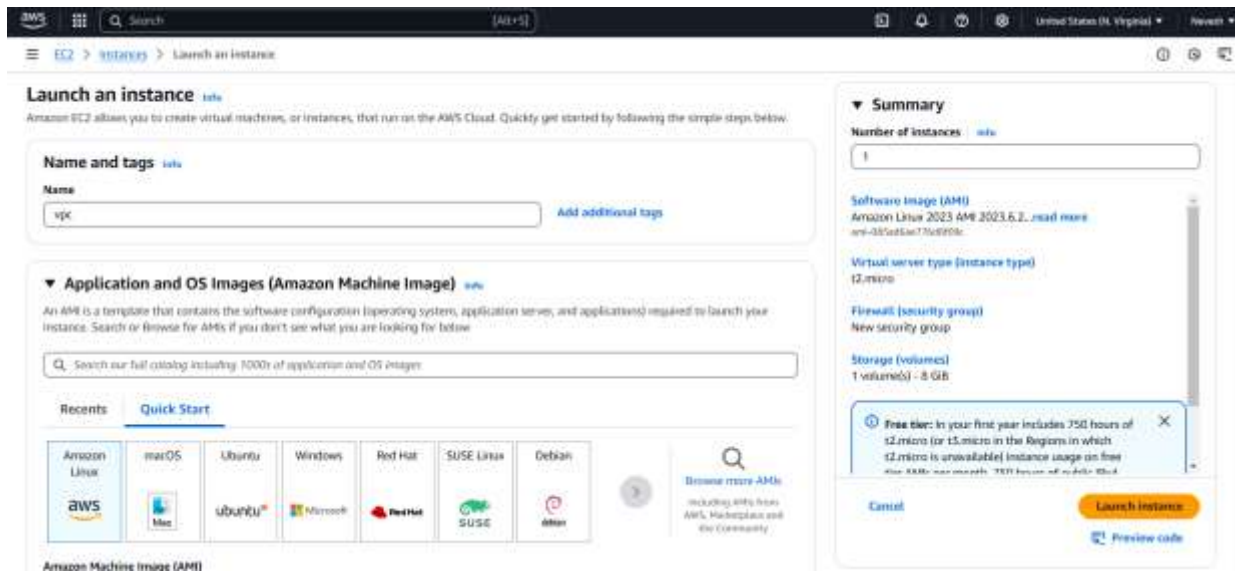 aws
Search
[Alt+S]
United States (N. Virginia)
EC2 > Instances > Launch an instance
Launch an instance Info
Amazon EC2 allows you to create virtual machines, or instances, that run on the AWS Cloud. Quickly get started by following the simple steps below.
Name and tags Info
Name
vpc
Add additional tags
Application and OS Images (Amazon Machine Image) Info
An AMI is a template that contains the software configuration (operating system, application server, and applications) required to launch your
instance. Search or Browse for AMIs if you don't see what you are looking for below
Search our full catalog including 1000s of application and OS images
Recents
Quick Start
Amazon
Linux
aws
macOS
Mac
Ubuntu
ubuntu®
Windows
Microsoft
Red Hat
Red Hat
SUSE Linux
SUSE
Debian
debian
Browse more AMIs
Including AMIs from
AWS, Marketplace and
the Community
Amazon Machine Image (AMI)
Summary
Number of instances Info
1
Software Image (AMI)
Amazon Linux 2023 AMI 2023.6.2...read more
Virtual server type (instance type)
t2.micro
Firewall (security group)
New security group
Storage (volumes)
1 volume(s) - 8 GiB
Free tier: In your first year includes 750 hours of
t2.micro (or t3.micro in the Regions in which
t2.micro is unavailable) instance usage on free
tier AMIs per month, 750 hours of public IPv4
Cancel
Launch instance
Preview code